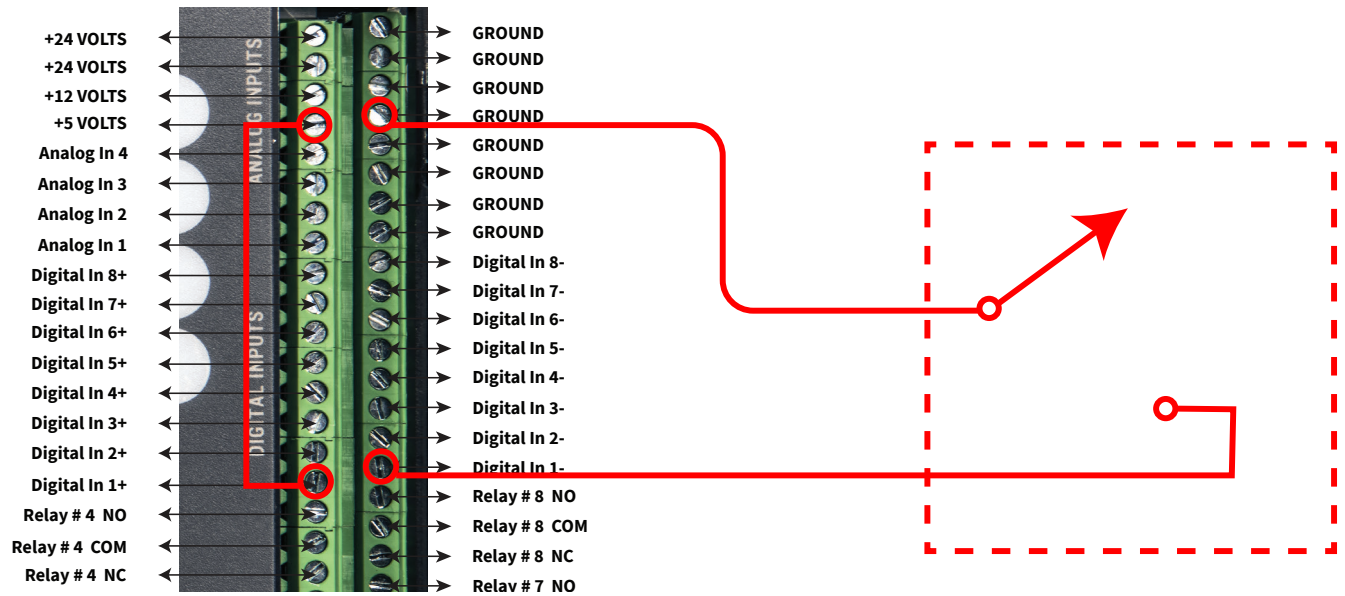 +24 VOLTS
+24 VOLTS
+12 VOLTS
+5 VOLTS
Analog In 4
Analog In 3
Analog In 2
Analog In 1
Digital In 8+
Digital In 7+
Digital In 6+
Digital In 5+
Digital In 4+
Digital In 3+
Digital In 2+
Digital In 1+
Relay # 4 NO
Relay # 4 COM
Relay # 4 NC
ANALOG INPUTS
DIGITAL INPUTS
GROUND
GROUND
GROUND
GROUND
GROUND
GROUND
GROUND
GROUND
Digital In 8-
Digital In 7-
Digital In 6-
Digital In 5-
Digital In 4-
Digital In 3-
Digital In 2-
Digital In 1-
Relay # 8 NO
Relay # 8 COM
Relay # 8 NC
Relay # 7 NO